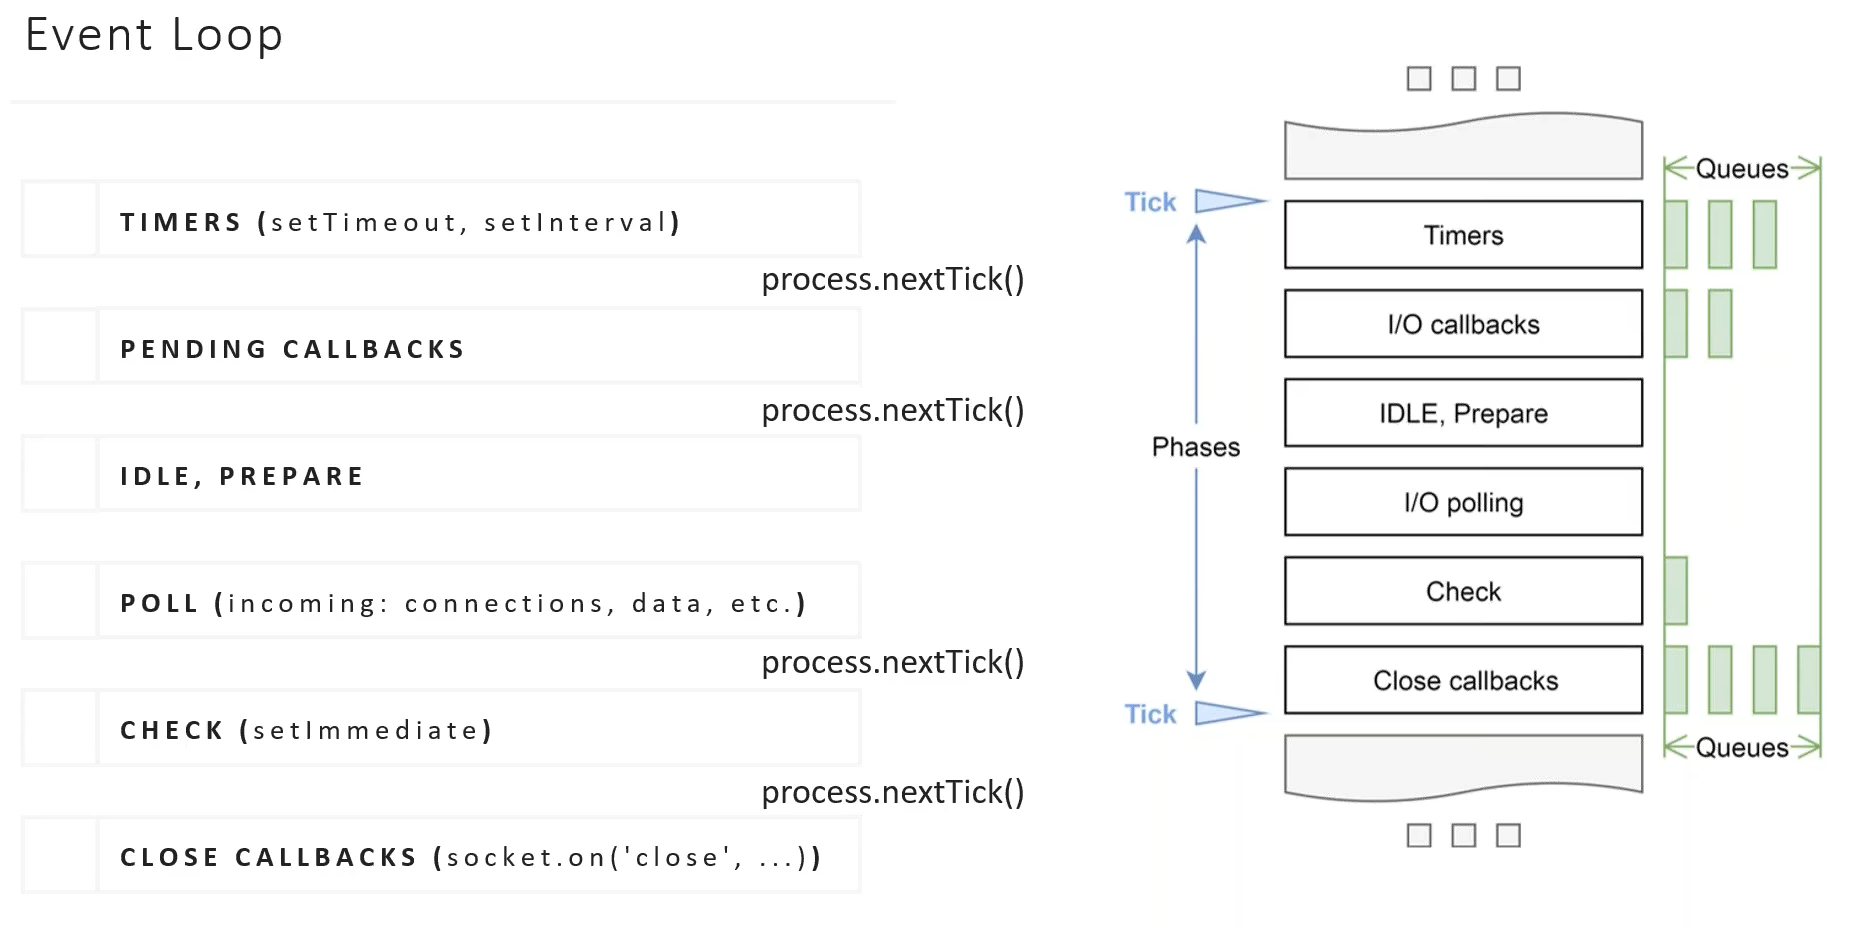 Event Loop
TIMERS (setTimeout, setInterval)
process.nextTick()
PENDING CALLBACKS
process.nextTick()
IDLE, PREPARE
POLL (incoming: connections, data, etc.)
process.nextTick()
CHECK (setImmediate)
process.nextTick()
CLOSE CALLBACKS (socket.on('close', ...))
Queues
Tick
Timers
I/O callbacks
IDLE, Prepare
Phases
I/O polling
Check
Close callbacks
Tick
Queues